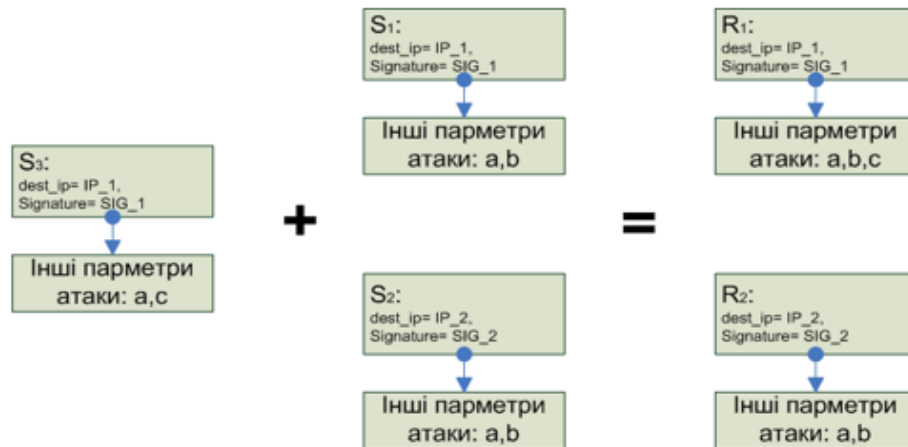 S₃:
dest_ip= IP_1,
Signature= SIG_1
Інші парметри
атаки: a,c
+
S₁:
dest_ip= IP_1,
Signature= SIG_1
Інші парметри
атаки: a,b
S₂:
dest_ip= IP_2,
Signature= SIG_2
Інші парметри
атаки: a,b
=
R₁:
dest_ip= IP_1,
Signature= SIG_1
Інші парметри
атаки: a,b,c
R₂:
dest_ip= IP_2,
Signature= SIG_2
Інші парметри
атаки: a,b